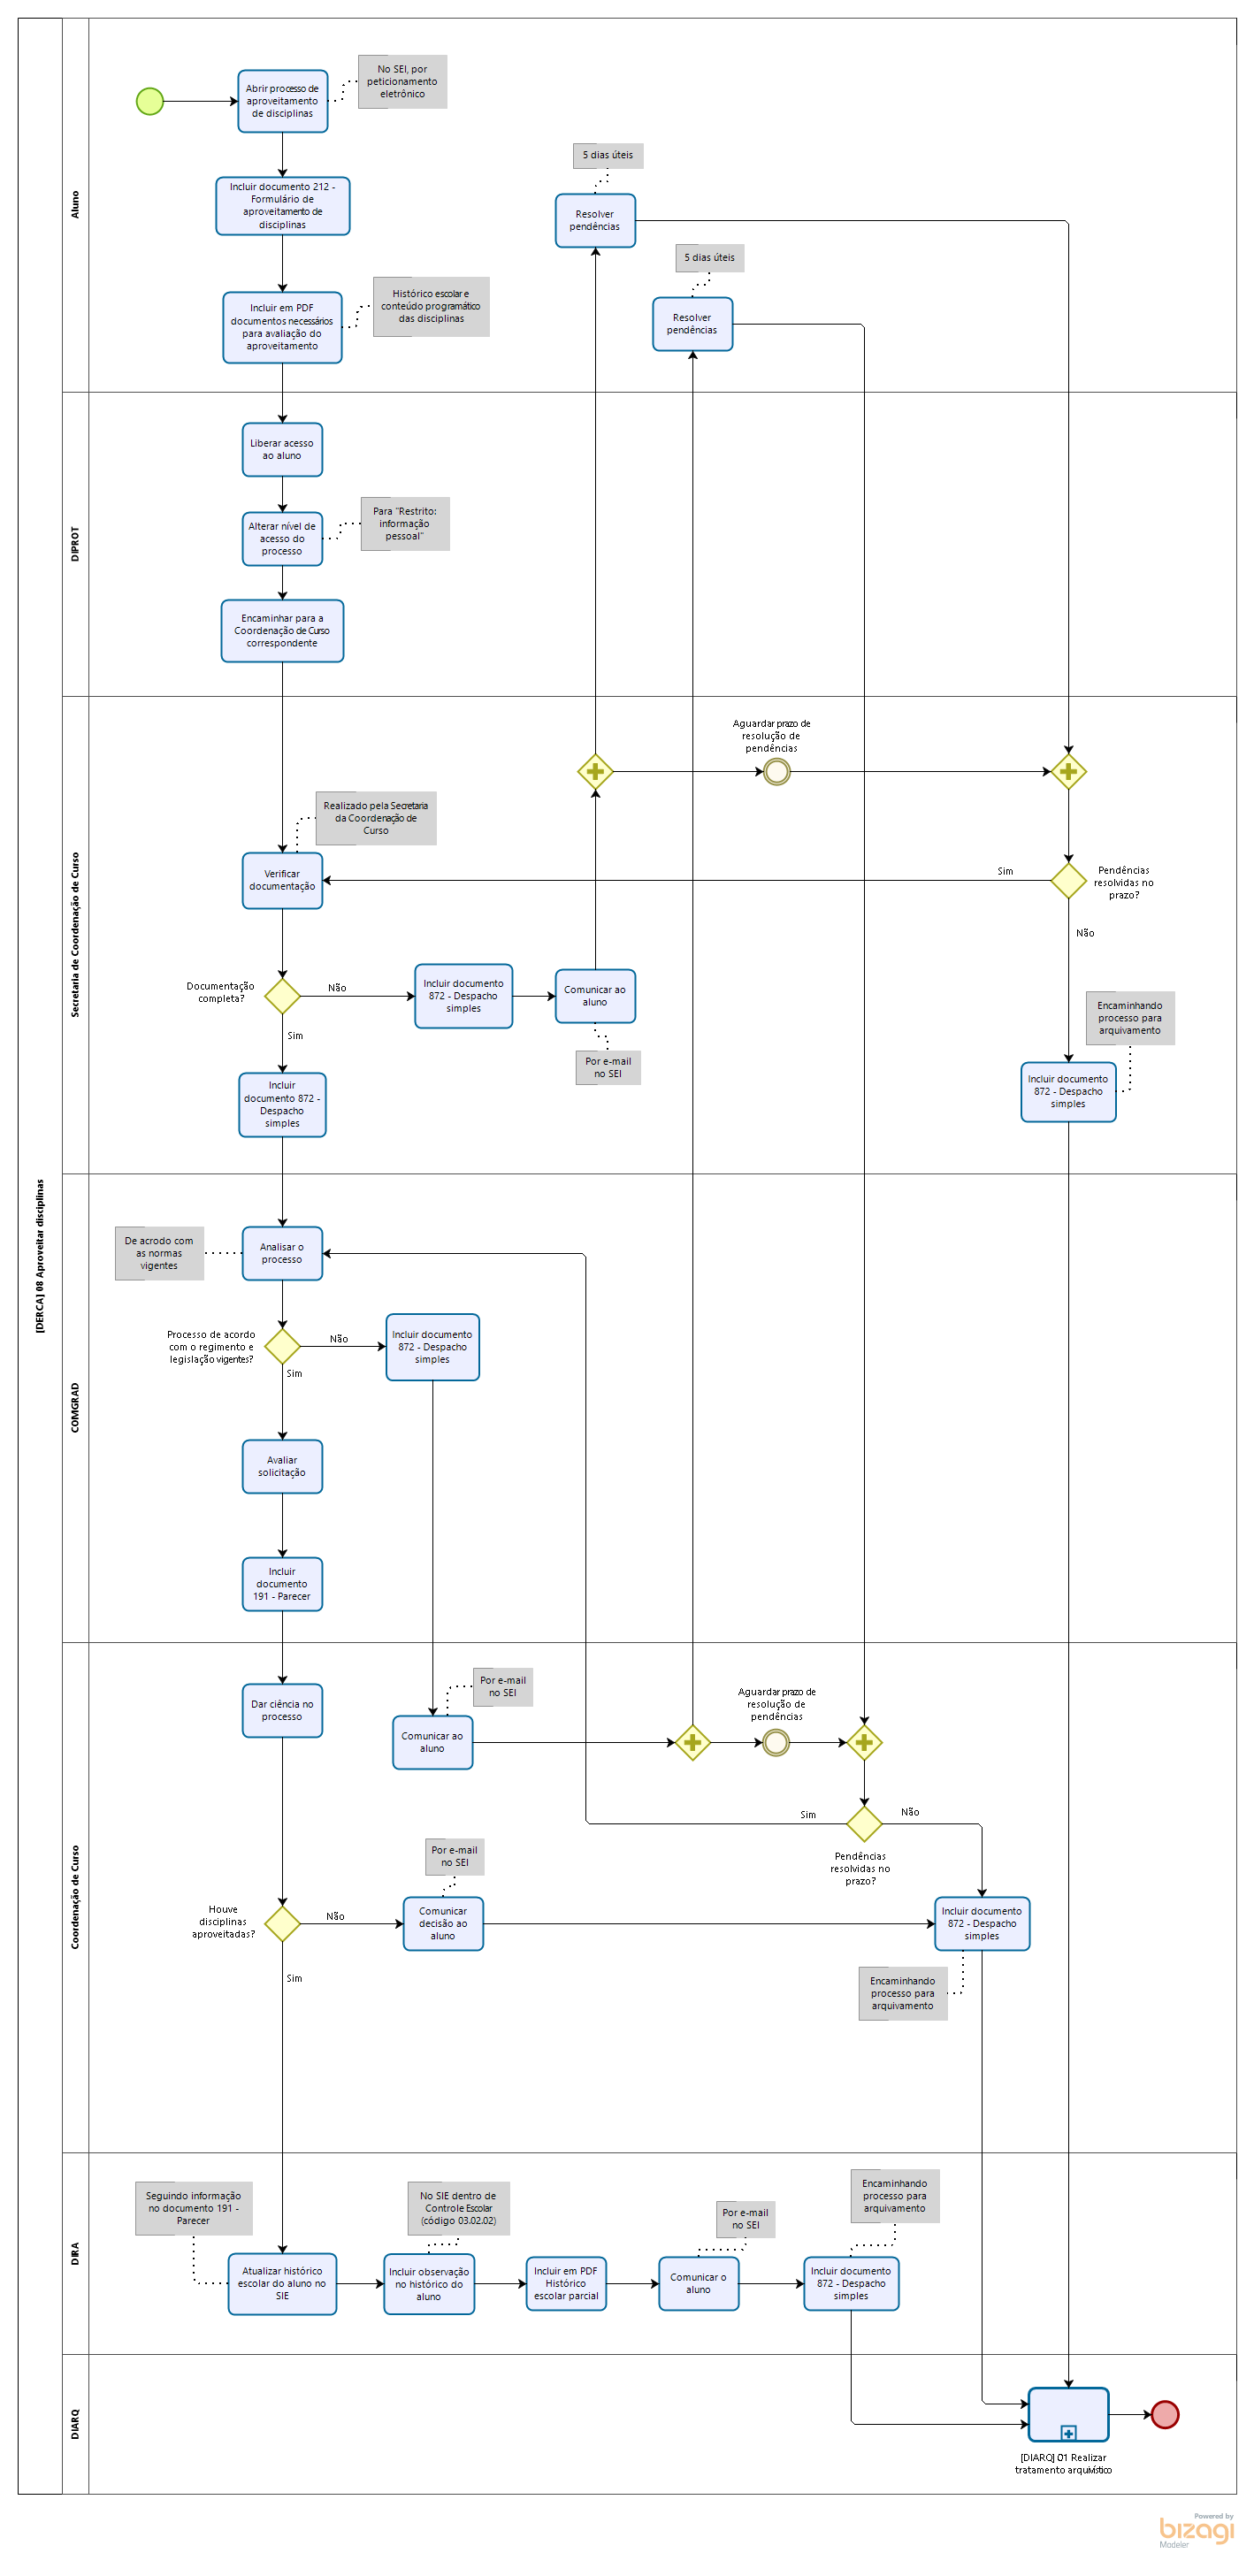 [DERCA] 08 Aproveitar disciplinas
Aluno
Abrir processo de
aproveitamento
de disciplinas
No SEI, por
peticionamento
eletrônico
Incluir documento 212 -
Formulário de
aproveitamento de
disciplinas
Incluir em PDF
documentos necessários
para avaliação do
aproveitamento
Histórico escolar e
conteúdo programático
das disciplinas
5 dias úteis
Resolver
pendências
5 dias úteis
Resolver
pendências
DIPROT
Liberar acesso
ao aluno
Alterar nível de
acesso do
processo
Para "Restrito:
informação
pessoal"
Encaminhar para a
Coordenação de Curso
correspondente
Secretaria de Coordenação de Curso
Aguardar prazo de
resolução de
pendências
Realizado pela Secretaria
da Coordenação de
Curso
Verificar
documentação
Sim
Pendências
resolvidas no
prazo?
Não
Documentação
completa?
Não
Sim
Incluir documento
872 - Despacho
simples
Comunicar ao
aluno
Por e-mail
no SEI
Incluir
documento 872 -
Despacho
simples
Encaminhando
processo para
arquivamento
Incluir documento
872 - Despacho
simples
COMGRAD
De acrodo com
as normas
vigentes
Analisar o
processo
Processo de acordo
com o regimento e
legislação vigentes?
Não
Sim
Incluir documento
872 - Despacho
simples
Avaliar
solicitação
Incluir
documento
191 - Parecer
Coordenação de Curso
Dar ciência no
processo
Por e-mail
no SEI
Comunicar ao
aluno
Aguardar prazo de
resolução de
pendências
Sim
Não
Pendências
resolvidas no
prazo?
Houve
disciplinas
aproveitadas?
Não
Sim
Por e-mail
no SEI
Comunicar
decisão ao
aluno
Incluir documento
872 - Despacho
simples
Encaminhando
processo para
arquivamento
DIRA
Seguindo informação
no documento 191 -
Parecer
Atualizar histórico
escolar do aluno no
SIE
No SIE dentro de
Controle Escolar
(código 03.02.02)
Incluir observação
no histórico do
aluno
Incluir em PDF
Histórico
escolar parcial
Por e-mail
no SEI
Comunicar o
aluno
Encaminhando
processo para
arquivamento
Incluir documento
872 - Despacho
simples
DIARQ
[DIARQ] 01 Realizar
tratamento arquivístico
Powered by
bizagi
Modeler